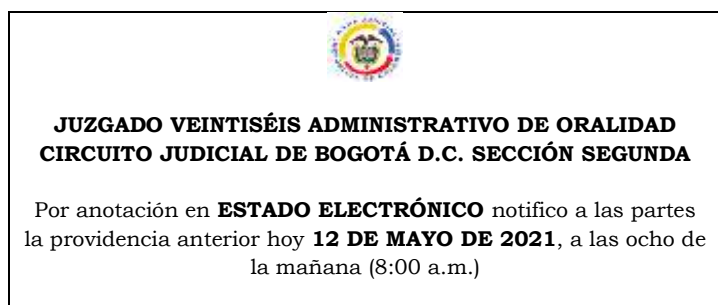 JUZGADO VEINTISÉIS ADMINISTRATIVO DE ORALIDAD
CIRCUITO JUDICIAL DE BOGOTÁ D.C. SECCIÓN SEGUNDA
Por anotación en ESTADO ELECTRÓNICO notifico a las partes
la providencia anterior hoy 12 DE MAYO DE 2021, a las ocho de
la mañana (8:00 a.m.)